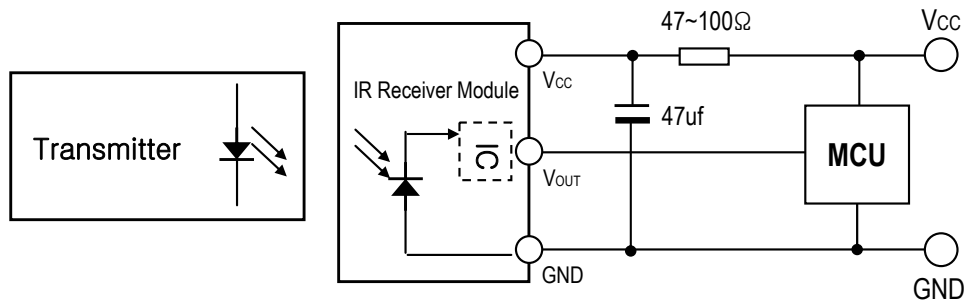 Transmitter
IR Receiver Module
IC
VCC
VOUT
GND
47~100Ω
47uf
MCU
VCC
GND